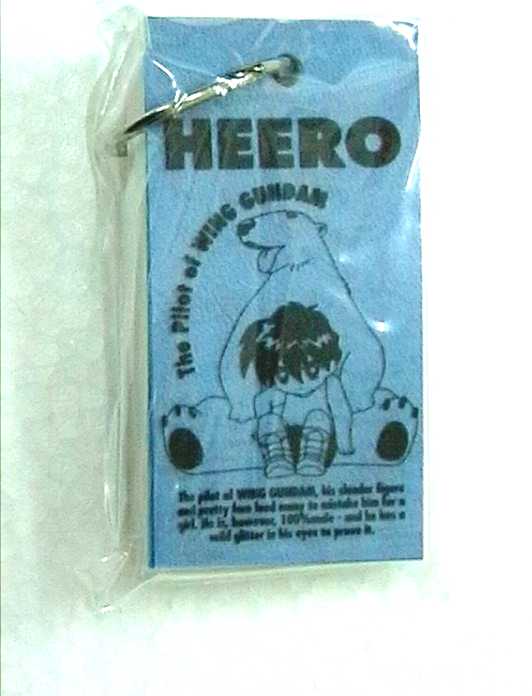 HEERO
The Pilot of WING GUNDAM
The pilot of WING GUNDAM, his slender figure
and pretty face lead many to mistake him for a
girl. He is, however, 100%male - and he has a
wild glitter in his eyes to prove it.